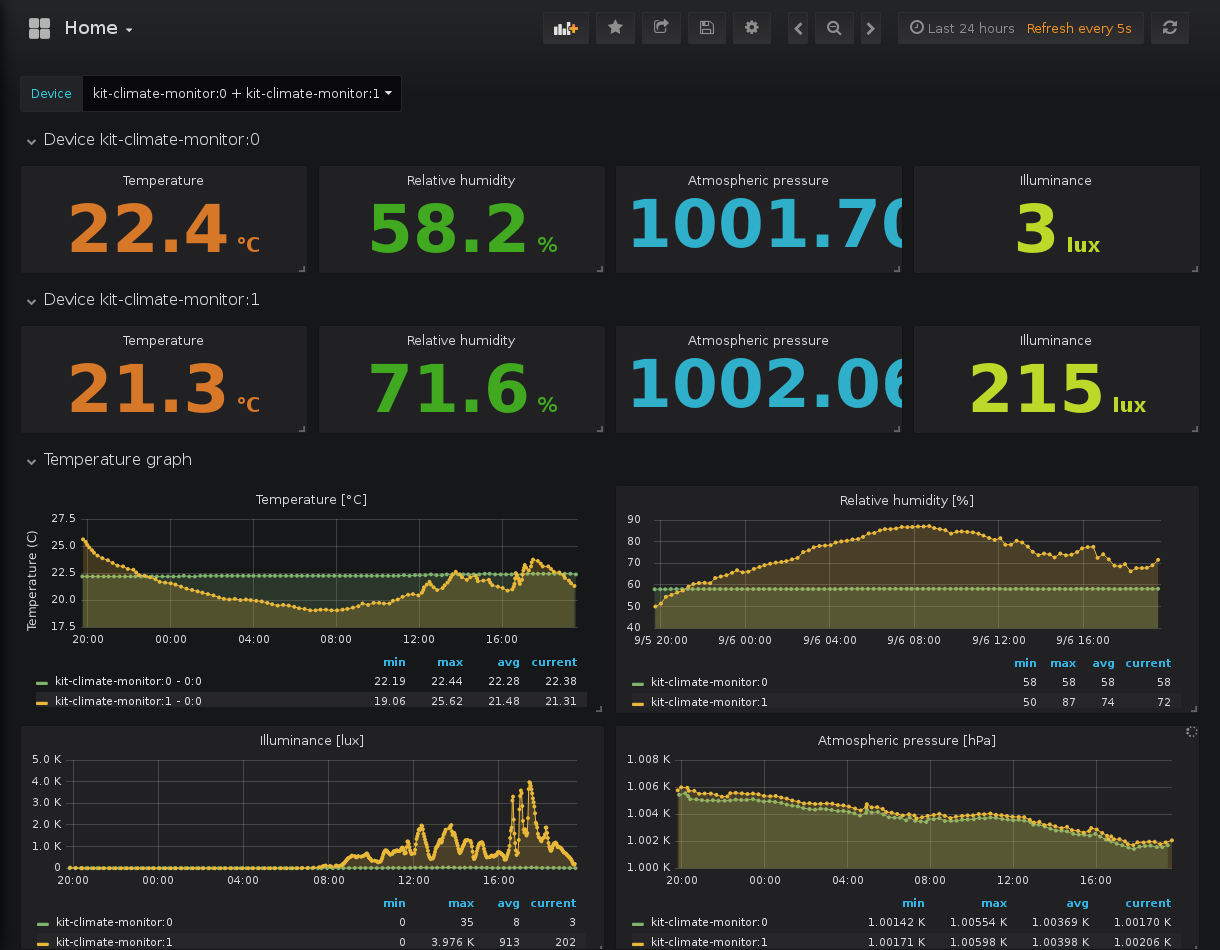 Home
Last 24 hours Refresh every 5s
Device kit-climate-monitor:0 + kit-climate-monitor:1
Device kit-climate-monitor:0
Temperature Relative humidity Atmospheric pressure Illuminance
22.4 °C 58.2 % 1001.70 3 lux
Device kit-climate-monitor:1
Temperature Relative humidity Atmospheric pressure Illuminance
21.3 °C 71.6 % 1002.06 215 lux
Temperature graph
Temperature [°C]
Temperature (C)
27.5
25.0
22.5
20.0
17.5
20:00 00:00 04:00 08:00 12:00 16:00
min max avg current
kit-climate-monitor:0 - 0:0 22.19 22.44 22.28 22.38
kit-climate-monitor:1 - 0:0 19.06 25.62 21.48 21.31
Relative humidity [%]
90
80
70
60
50
40
9/5 20:00 9/6 00:00 9/6 04:00 9/6 08:00 9/6 12:00 9/6 16:00
min max avg current
kit-climate-monitor:0 58 58 58 58
kit-climate-monitor:1 50 87 74 72
Illuminance [lux]
5.0 K
4.0 K
3.0 K
2.0 K
1.0 K
0
20:00 00:00 04:00 08:00 12:00 16:00
min max avg current
kit-climate-monitor:0 0 35 8 3
kit-climate-monitor:1 0 3.976 K 913 202
Atmospheric pressure [hPa]
1.008 K
1.006 K
1.004 K
1.002 K
1.000 K
20:00 00:00 04:00 08:00 12:00 16:00
min max avg current
kit-climate-monitor:0 1.00142 K 1.00554 K 1.00369 K 1.00170 K
kit-climate-monitor:1 1.00171 K 1.00598 K 1.00398 K 1.00206 K